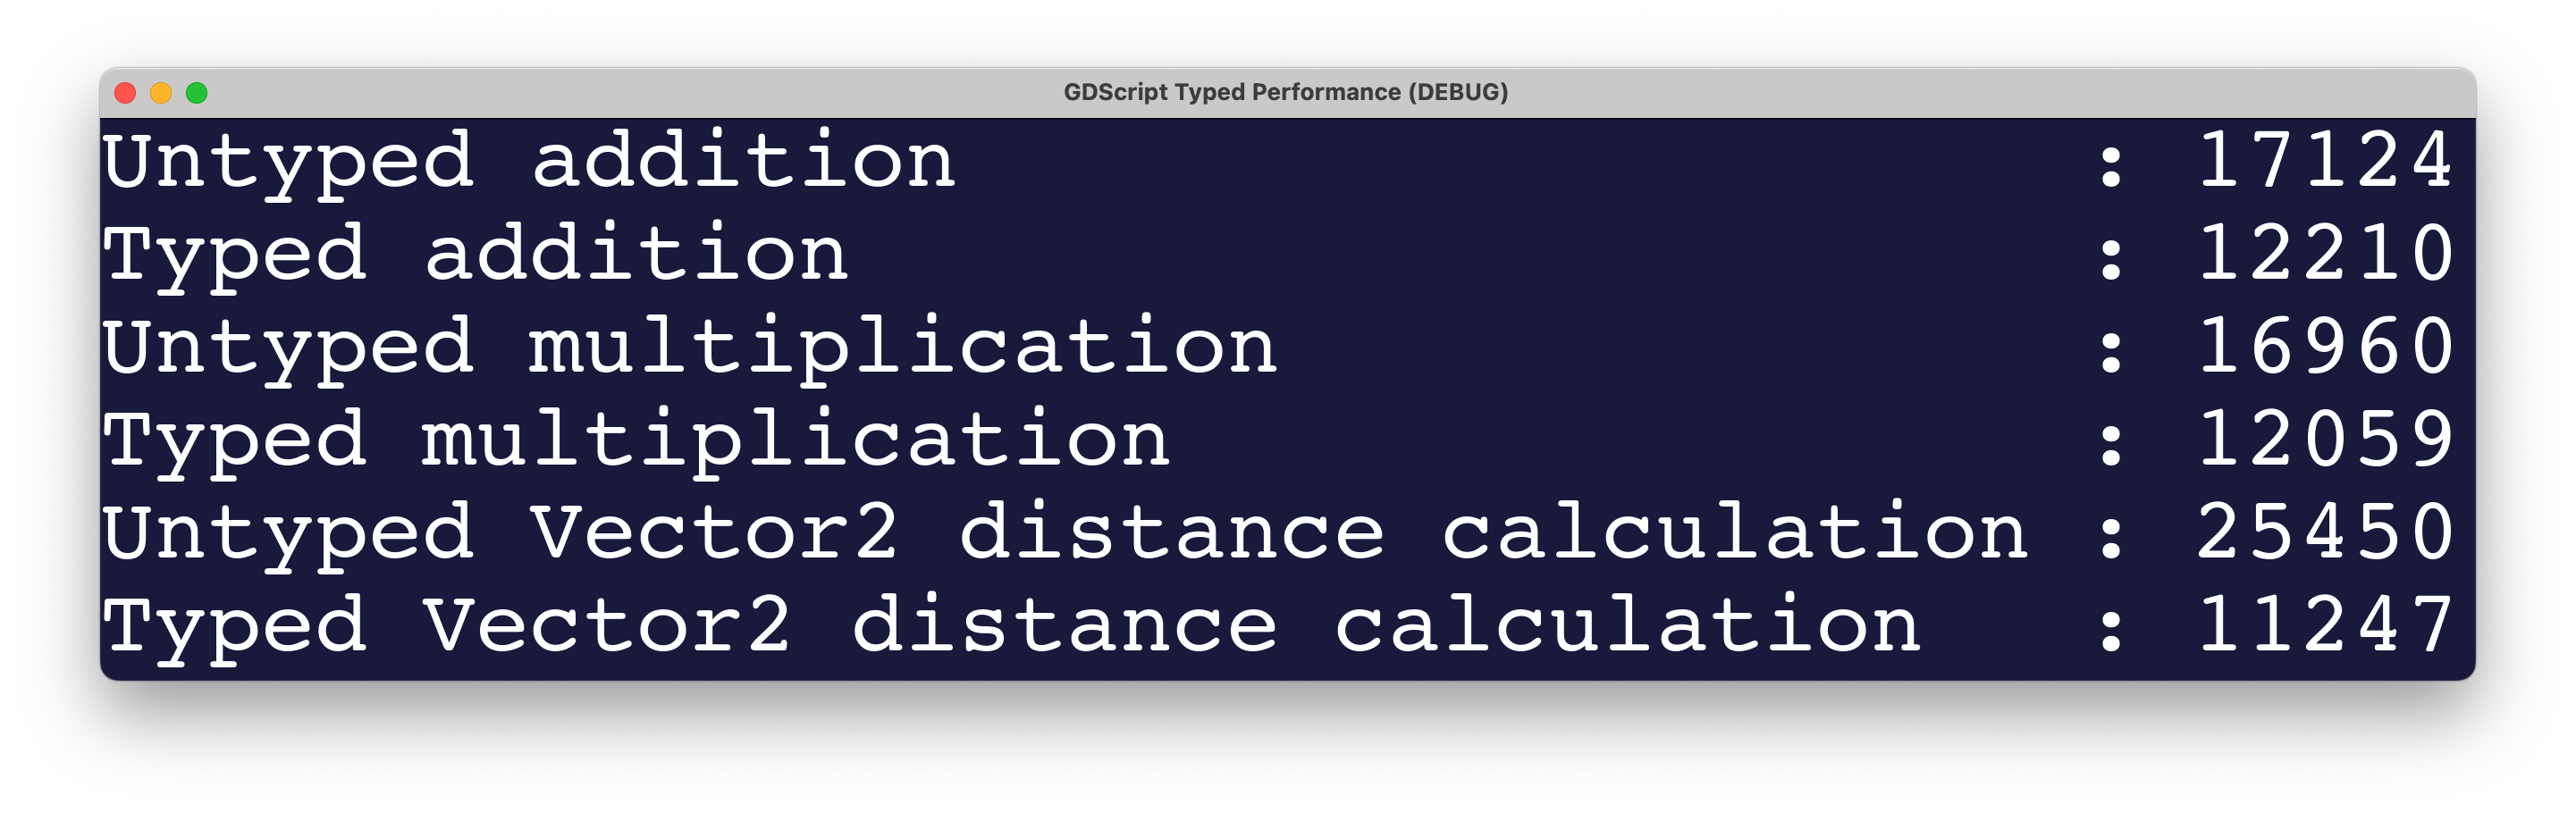 GDScript Typed Performance (DEBUG)
Untyped addition : 17124
Typed addition : 12210
Untyped multiplication : 16960
Typed multiplication : 12059
Untyped Vector2 distance calculation : 25450
Typed Vector2 distance calculation : 11247